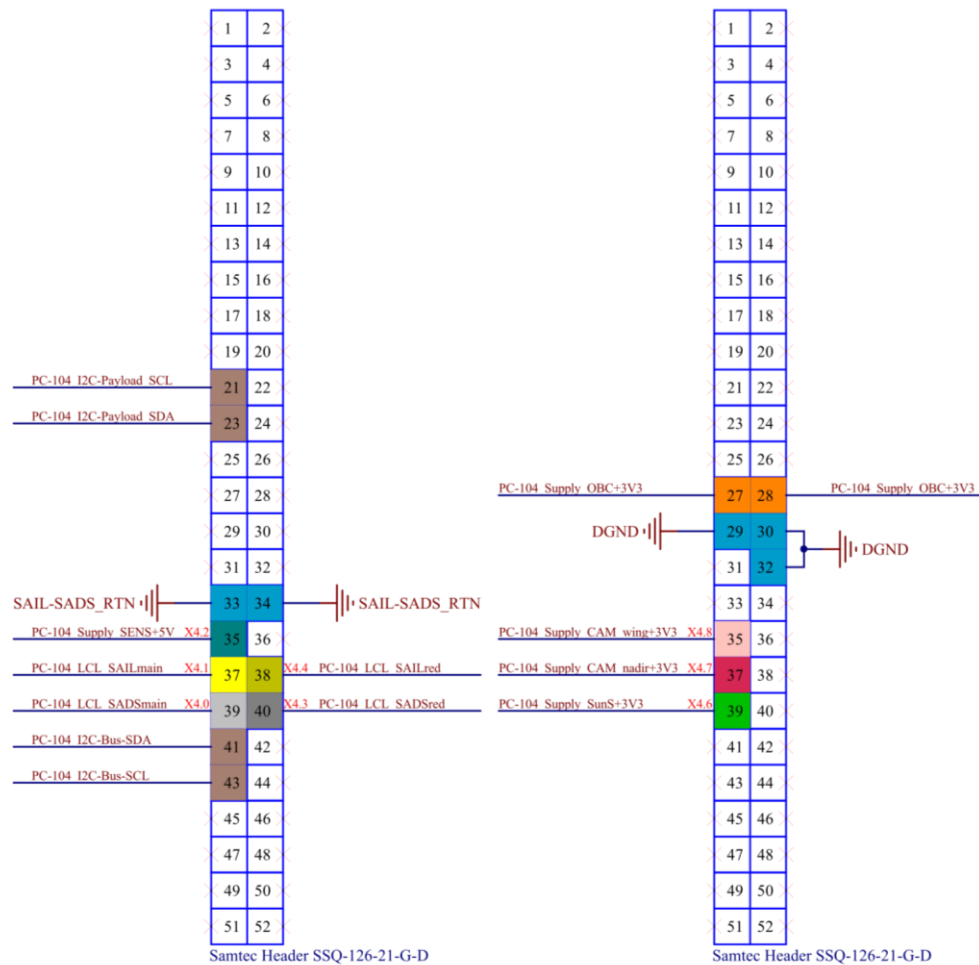 1 2 1 2
3 4 3 4
5 6 5 6
7 8 7 8
9 10 9 10
11 12 11 12
13 14 13 14
15 16 15 16
17 18 17 18
19 20 19 20
PC-104 I2C-Payload SCL 21 22 21 22
PC-104 I2C-Payload SDA 23 24 23 24
25 26 25 26
27 28 PC-104 Supply OBC+3V3 27 28 PC-104 Supply OBC+3V3
29 30 DGND 29 30 DGND
31 32 31 32
SAIL-SADS_RTN 33 34 SAIL-SADS_RTN 33 34
PC-104 Supply SENS+5V X4.2 35 36 PC-104 Supply CAM wing+3V3 X4.8 35 36
PC-104 LCL SAILmain X4.1 37 38 X4.4 PC-104 LCL SAILred PC-104 Supply CAM nadir+3V3 X4.7 37 38
PC-104 LCL SADSmain X4.0 39 40 X4.3 PC-104 LCL SADSred PC-104 Supply SunS+3V3 X4.6 39 40
PC-104 I2C-Bus-SDA 41 42 41 42
PC-104 I2C-Bus-SCL 43 44 43 44
45 46 45 46
47 48 47 48
49 50 49 50
51 52 51 52
Samtec Header SSQ-126-21-G-D Samtec Header SSQ-126-21-G-D